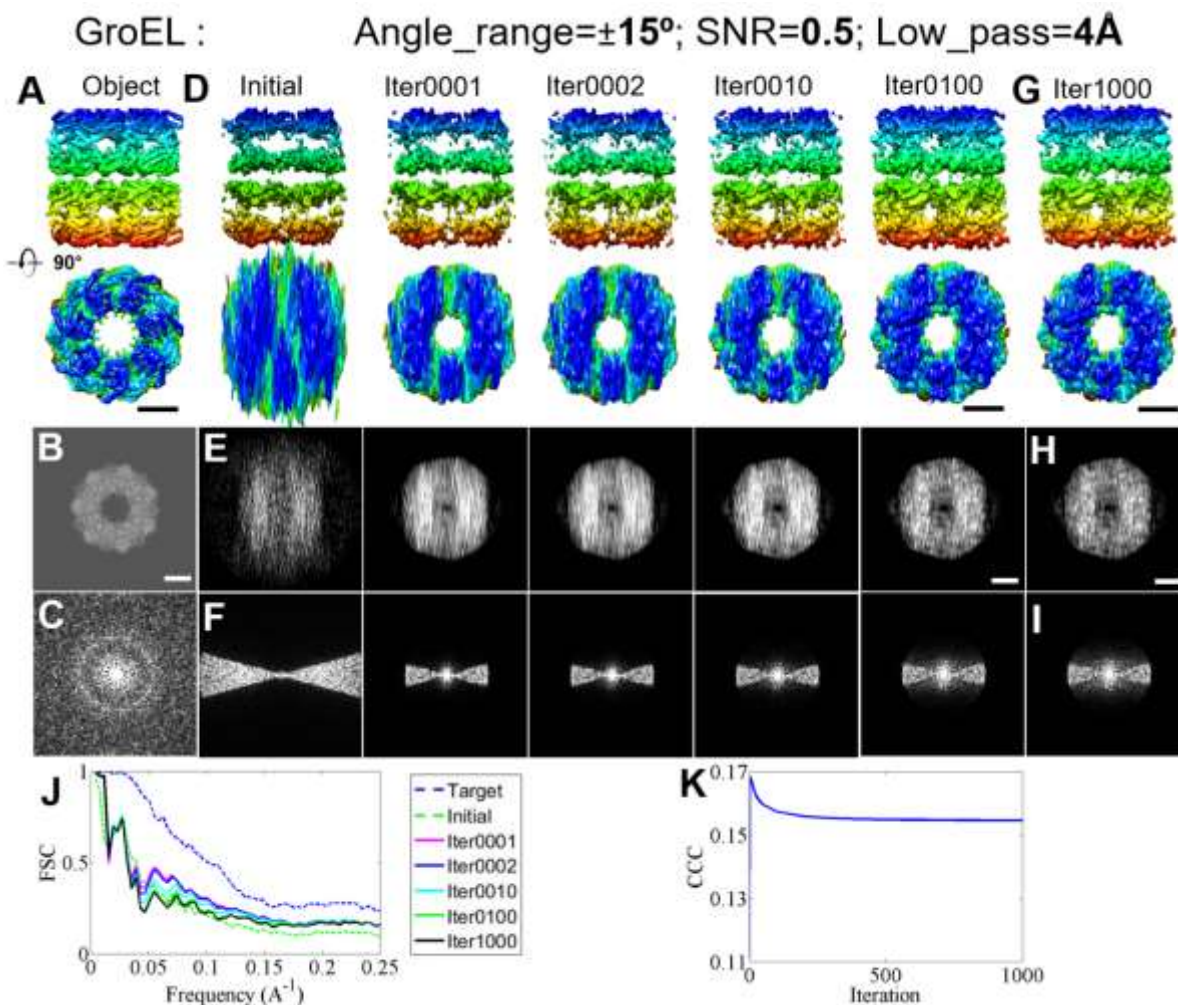 GroEL : Angle_range=±15º; SNR=0.5; Low_pass=4Å
A Object D Initial Iter0001 Iter0002 Iter0010 Iter0100 G Iter1000
90°
B E H
C F I
J
1
0.5
0
FSC
0 0.05 0.1 0.15 0.2 0.25
Frequency (A⁻¹)
Target
Initial
Iter0001
Iter0002
Iter0010
Iter0100
Iter1000
K
0.17
0.15
0.13
0.11
CCC
0 500 1000
Iteration